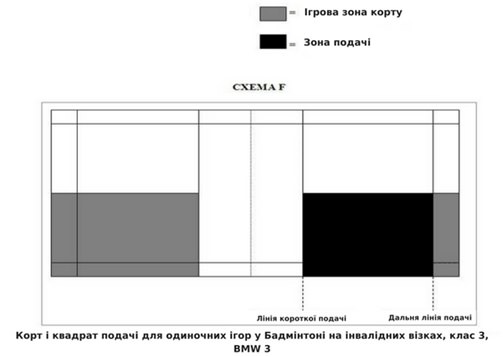 = Ігрова зона корту
= Зона подачі
СХЕМА F
Лінія короткої подачі
Дальня лінія подачі
Корт і квадрат подачі для одиночних ігор у Бадмінтоні на інвалідних візках, клас 3,
BMW 3